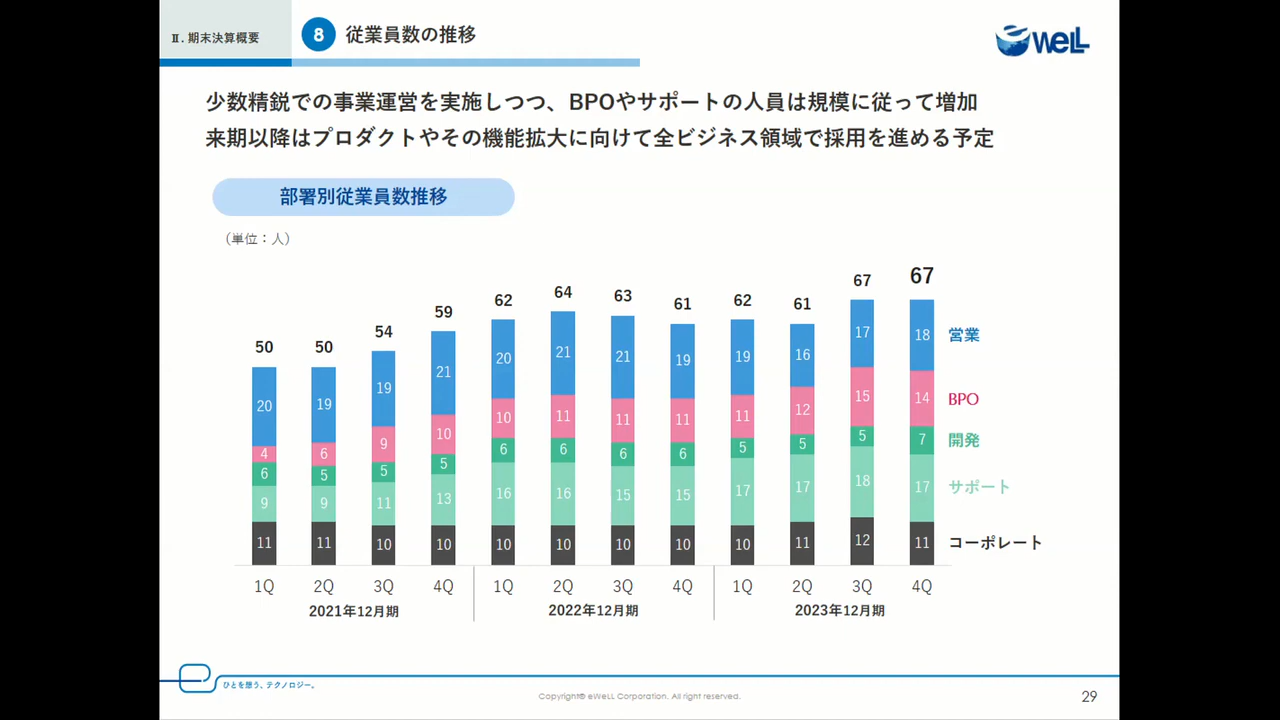 Ⅱ. 期末決算概要
8 従業員数の推移
eWeLL
少数精鋭での事業運営を実施しつつ、BPOやサポートの人員は規模に従って増加
来期以降はプロダクトやその機能拡大に向けて全ビジネス領域で採用を進める予定
部署別従業員数推移
（単位：人）
50 50 54 59 62 64 63 61 62 61 67 67
20 19 19 21 20 21 21 19 19 16 17 18 営業
4 6 9 10 10 11 11 11 11 12 15 14 BPO
6 5 5 5 6 6 6 6 5 5 5 7 開発
9 9 11 13 16 16 15 15 17 17 18 17 サポート
11 11 10 10 10 10 10 10 10 11 12 11 コーポレート
1Q 2Q 3Q 4Q 1Q 2Q 3Q 4Q 1Q 2Q 3Q 4Q
2021年12月期 2022年12月期 2023年12月期
ひとを想う、テクノロジー。
Copyright© eWeLL Corporation. All right reserved.
29